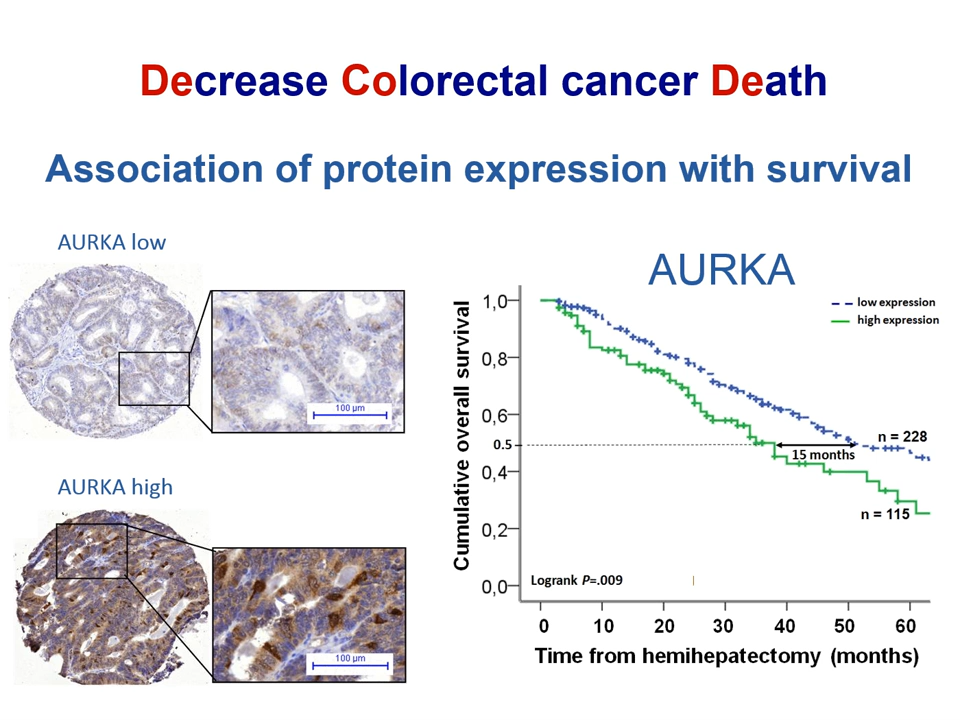 Decrease Colorectal cancer Death
Association of protein expression with survival
AURKA low
100 µm
AURKA high
100 µm
AURKA
low expression
high expression
Cumulative overall survival
1,0
0,8
0,6
0.5
0,4
0,2
0,0
n = 228
15 months
n = 115
Logrank P=.009
0 10 20 30 40 50 60
Time from hemihepatectomy (months)